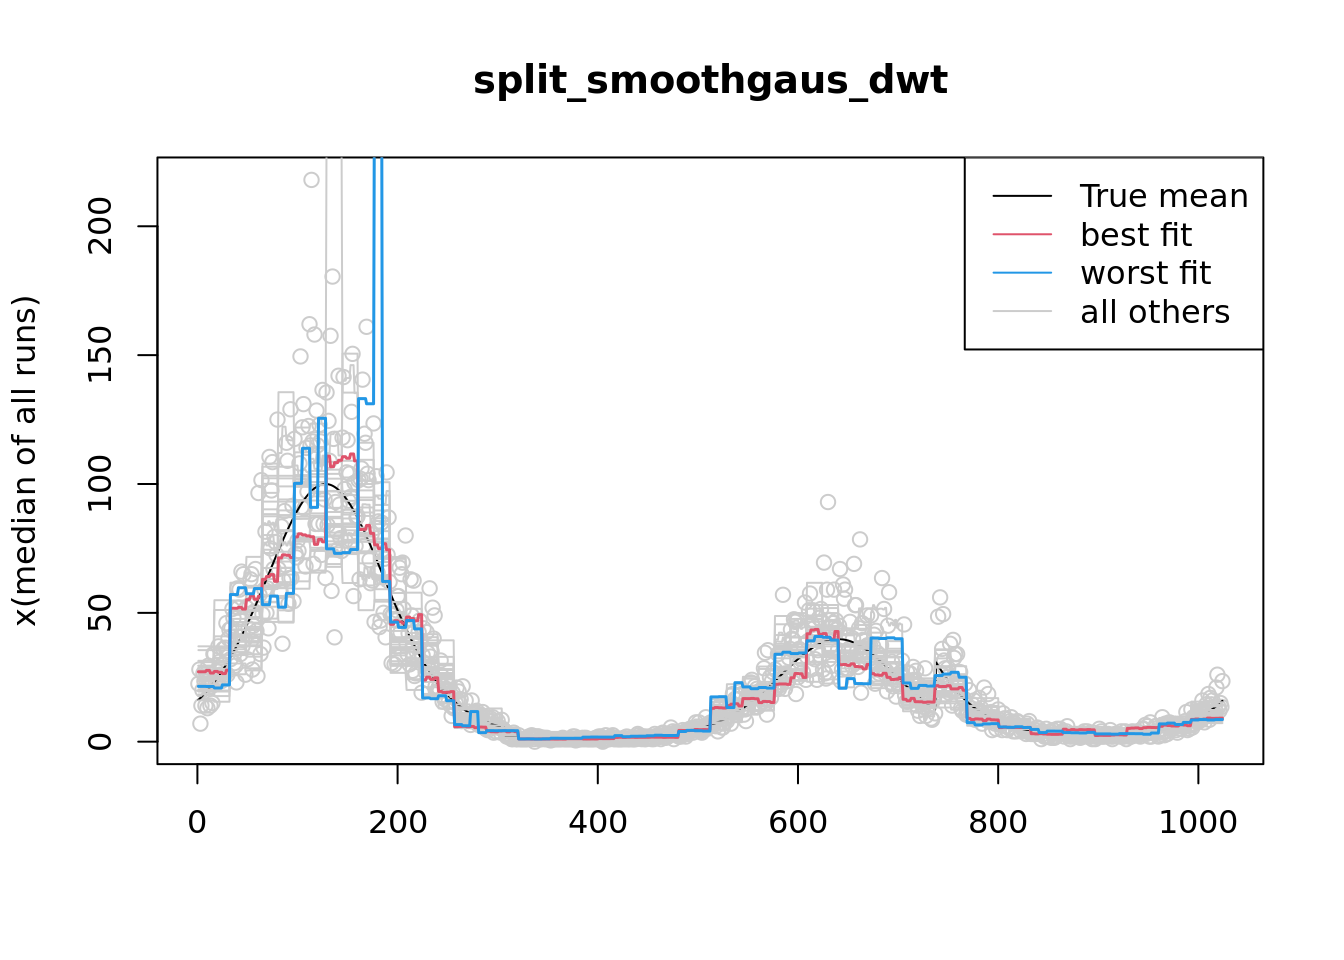 split_smoothgaus_dwt
x(median of all runs)
200
150
100
50
0
True mean
best fit
worst fit
all others
0 200 400 600 800 1000